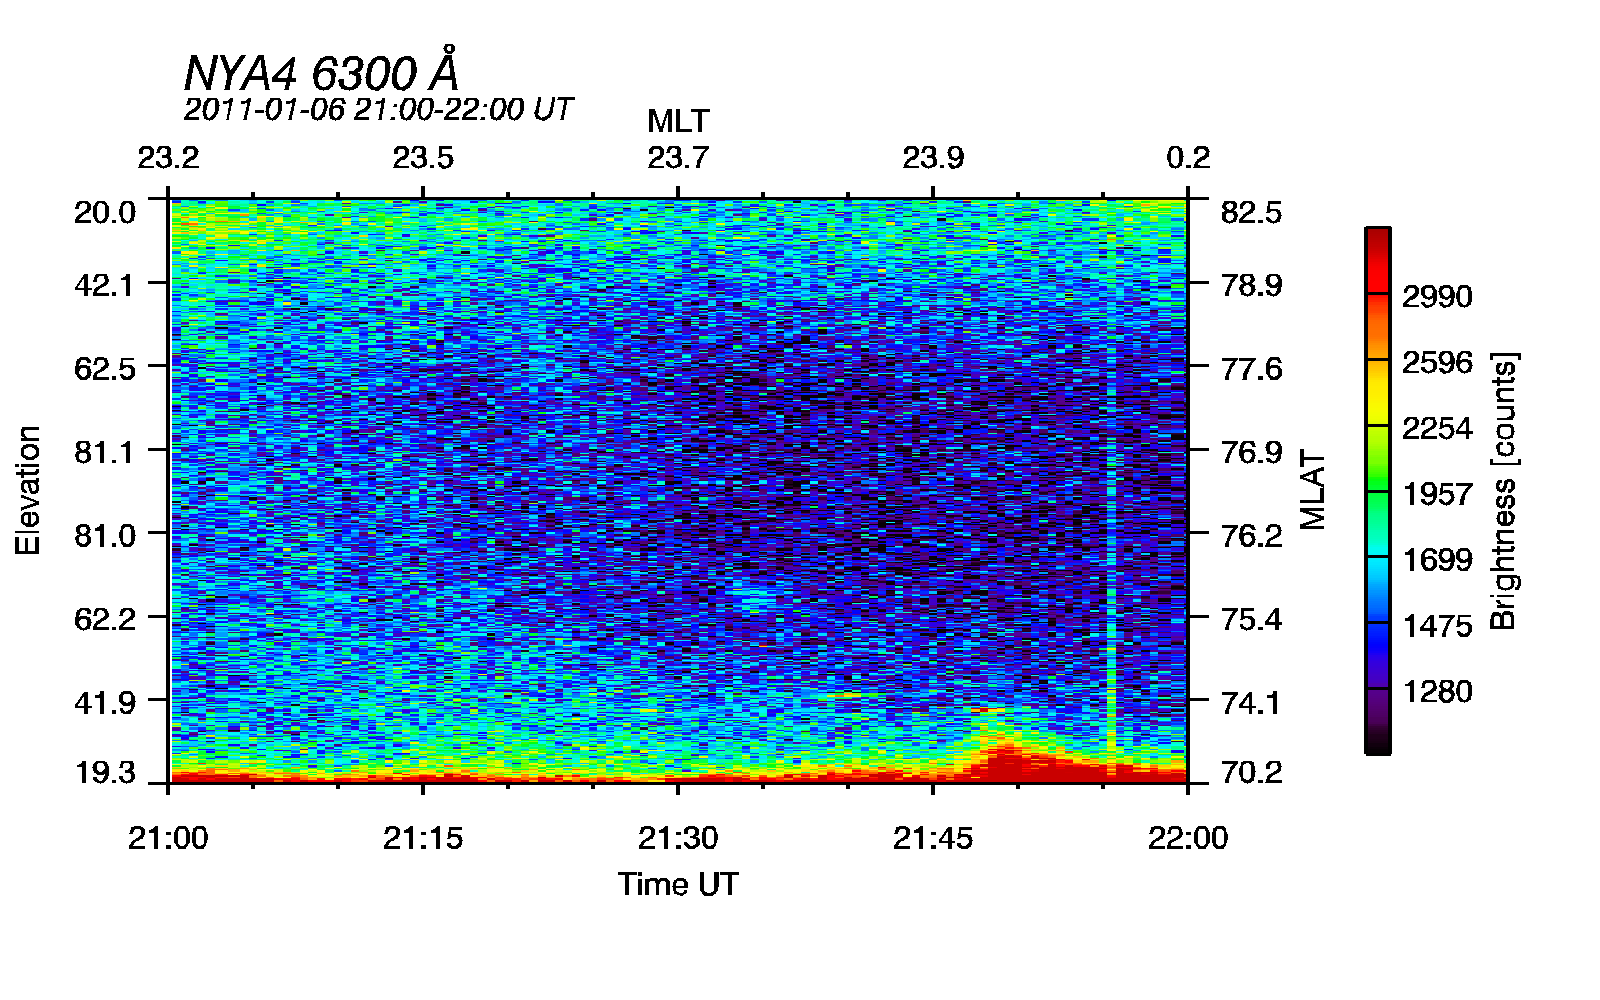 NYA4 6300 Å
2011-01-06 21:00-22:00 UT
MLT
23.2 23.5 23.7 23.9 0.2
20.0 82.5
42.1 78.9
62.5 77.6
81.1 76.9
81.0 76.2
62.2 75.4
41.9 74.1
19.3 70.2
Elevation
MLAT
2990
2596
2254
1957
1699
1475
1280
Brightness [counts]
21:00 21:15 21:30 21:45 22:00
Time UT